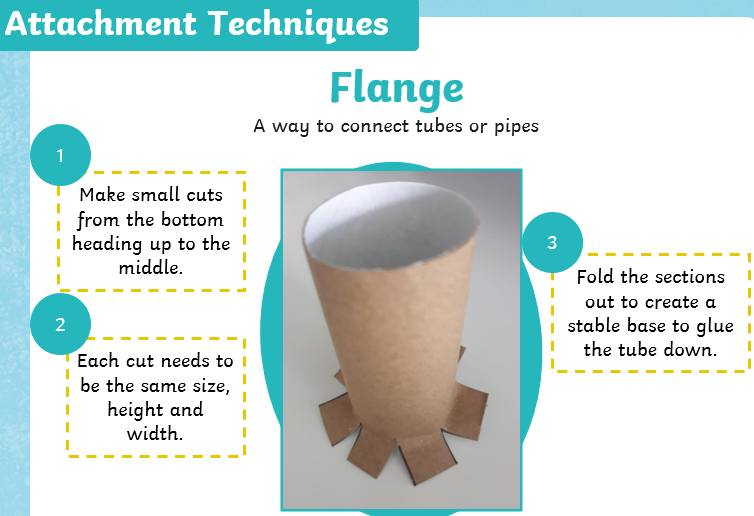 Attachment Techniques
Flange
A way to connect tubes or pipes
1
Make small cuts
from the bottom
heading up to the
middle.
2
Each cut needs to
be the same size,
height and
width.
3
Fold the sections
out to create a
stable base to glue
the tube down.